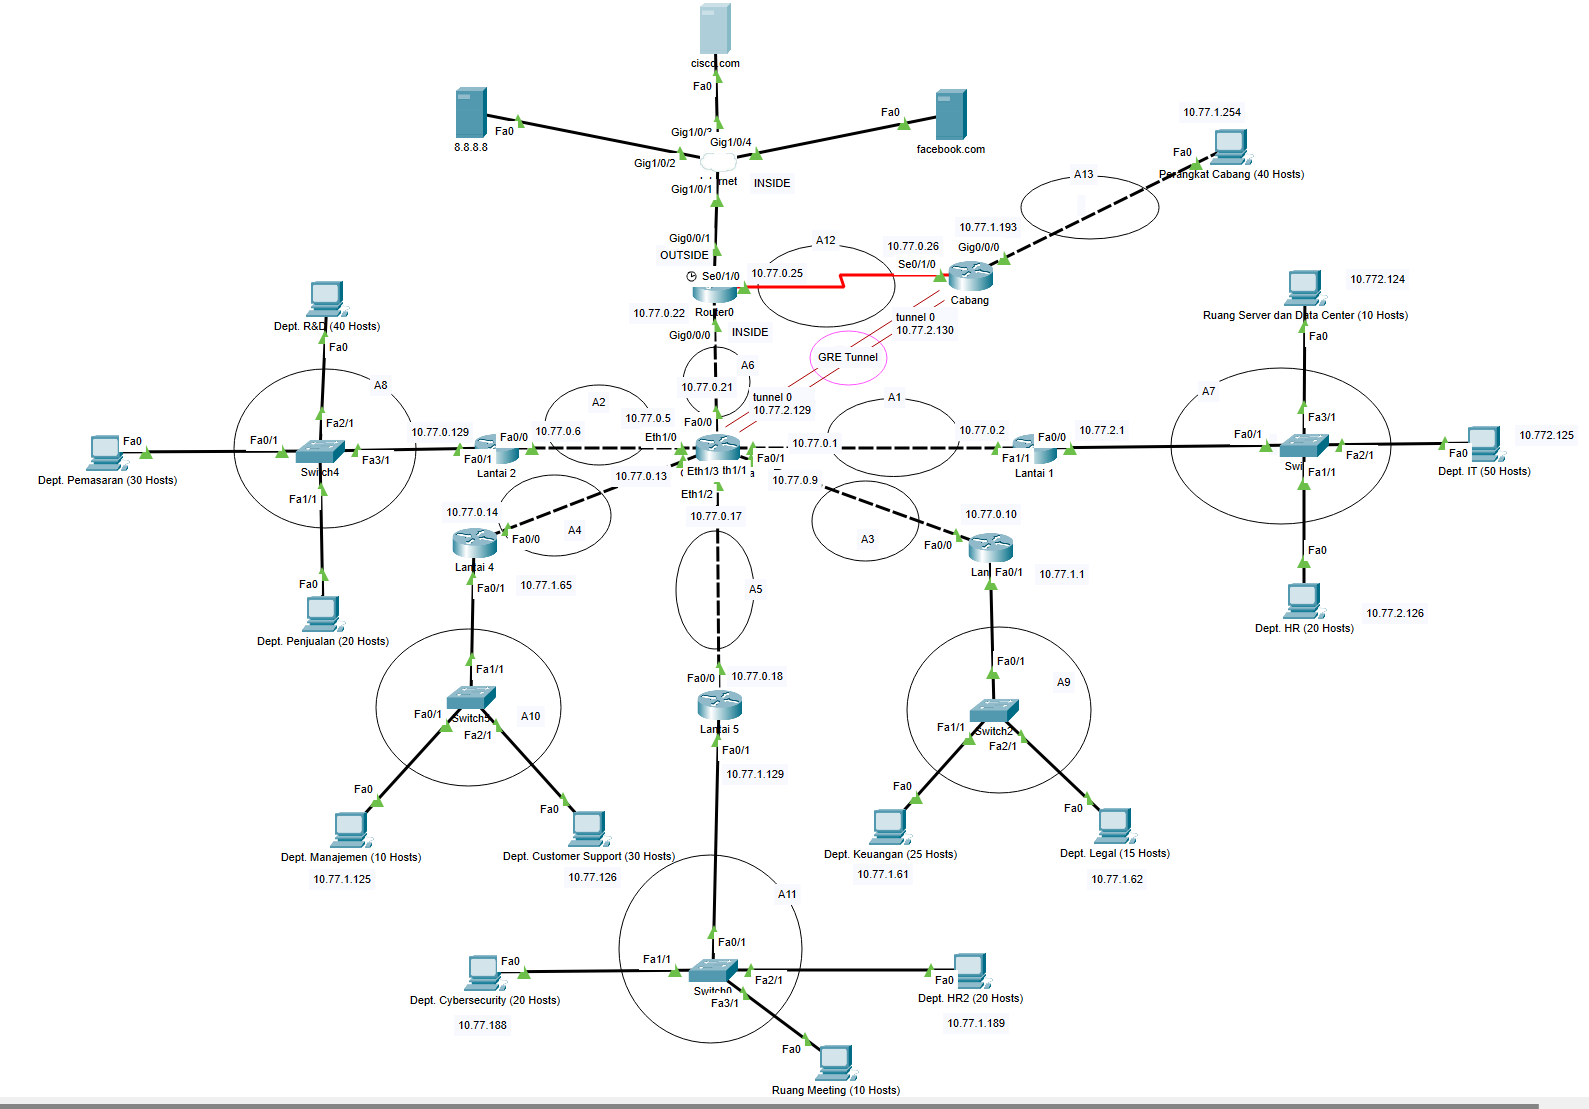 cisco.com
Fa0
8.8.8.8
Fa0
Gig1/0/2
Gig1/0/3
Gig1/0/4
Fa0
facebook.com
rnet
INSIDE
Gig1/0/1
10.77.1.254
Fa0
Perangkat Cabang (40 Hosts)
A13
10.77.1.193
Gig0/0/0
Gig0/0/1
OUTSIDE
A12
10.77.0.26
Se0/1/0
Se0/1/0
10.77.0.25
Cabang
10.77.0.22
Router0
Gig0/0/0
INSIDE
tunnel 0
10.77.2.130
GRE Tunnel
A6
10.77.0.21
tunnel 0
10.77.2.129
10.772.124
Ruang Server dan Data Center (10 Hosts)
Fa0
Dept. R&D (40 Hosts)
Fa0
A8
A2
A1
A7
Fa2/1
Fa3/1
Fa0
Fa0/1
Switch4
Fa3/1
Dept. Pemasaran (30 Hosts)
Fa1/1
Fa0
Dept. Penjualan (20 Hosts)
10.77.0.129
Fa0/1
Fa0/0
Lantai 2
10.77.0.6
10.77.0.5
Eth1/0
Fa0/0
Fa0/1
Eth1/3
th1/1
Eth1/2
10.77.0.1
10.77.0.2
Fa1/1
Fa0/0
Lantai 1
10.77.2.1
Fa0/1
Swi
Fa2/1
Fa1/1
Fa0
Dept. IT (50 Hosts)
10.772.125
Fa0
Dept. HR (20 Hosts)
10.77.2.126
10.77.0.13
10.77.0.14
A4
Fa0/0
Lantai 4
Fa0/1
10.77.1.65
10.77.0.17
A5
10.77.0.9
A3
10.77.0.10
Fa0/0
Lan
Fa0/1
10.77.1.1
Fa1/1
Fa0/1
Switch5
A10
Fa2/1
Fa0
Fa0
Dept. Manajemen (10 Hosts)
10.77.1.125
Dept. Customer Support (30 Hosts)
10.77.126
Fa0/0
10.77.0.18
Lantai 5
Fa0/1
10.77.1.129
Fa0/1
A9
Fa1/1
Switch2
Fa2/1
Fa0
Fa0
Dept. Keuangan (25 Hosts)
10.77.1.61
Dept. Legal (15 Hosts)
10.77.1.62
A11
Fa0/1
Fa1/1
Fa2/1
Switch0
Fa3/1
Fa0
Dept. Cybersecurity (20 Hosts)
10.77.188
Fa0
Dept. HR2 (20 Hosts)
10.77.1.189
Fa0
Ruang Meeting (10 Hosts)